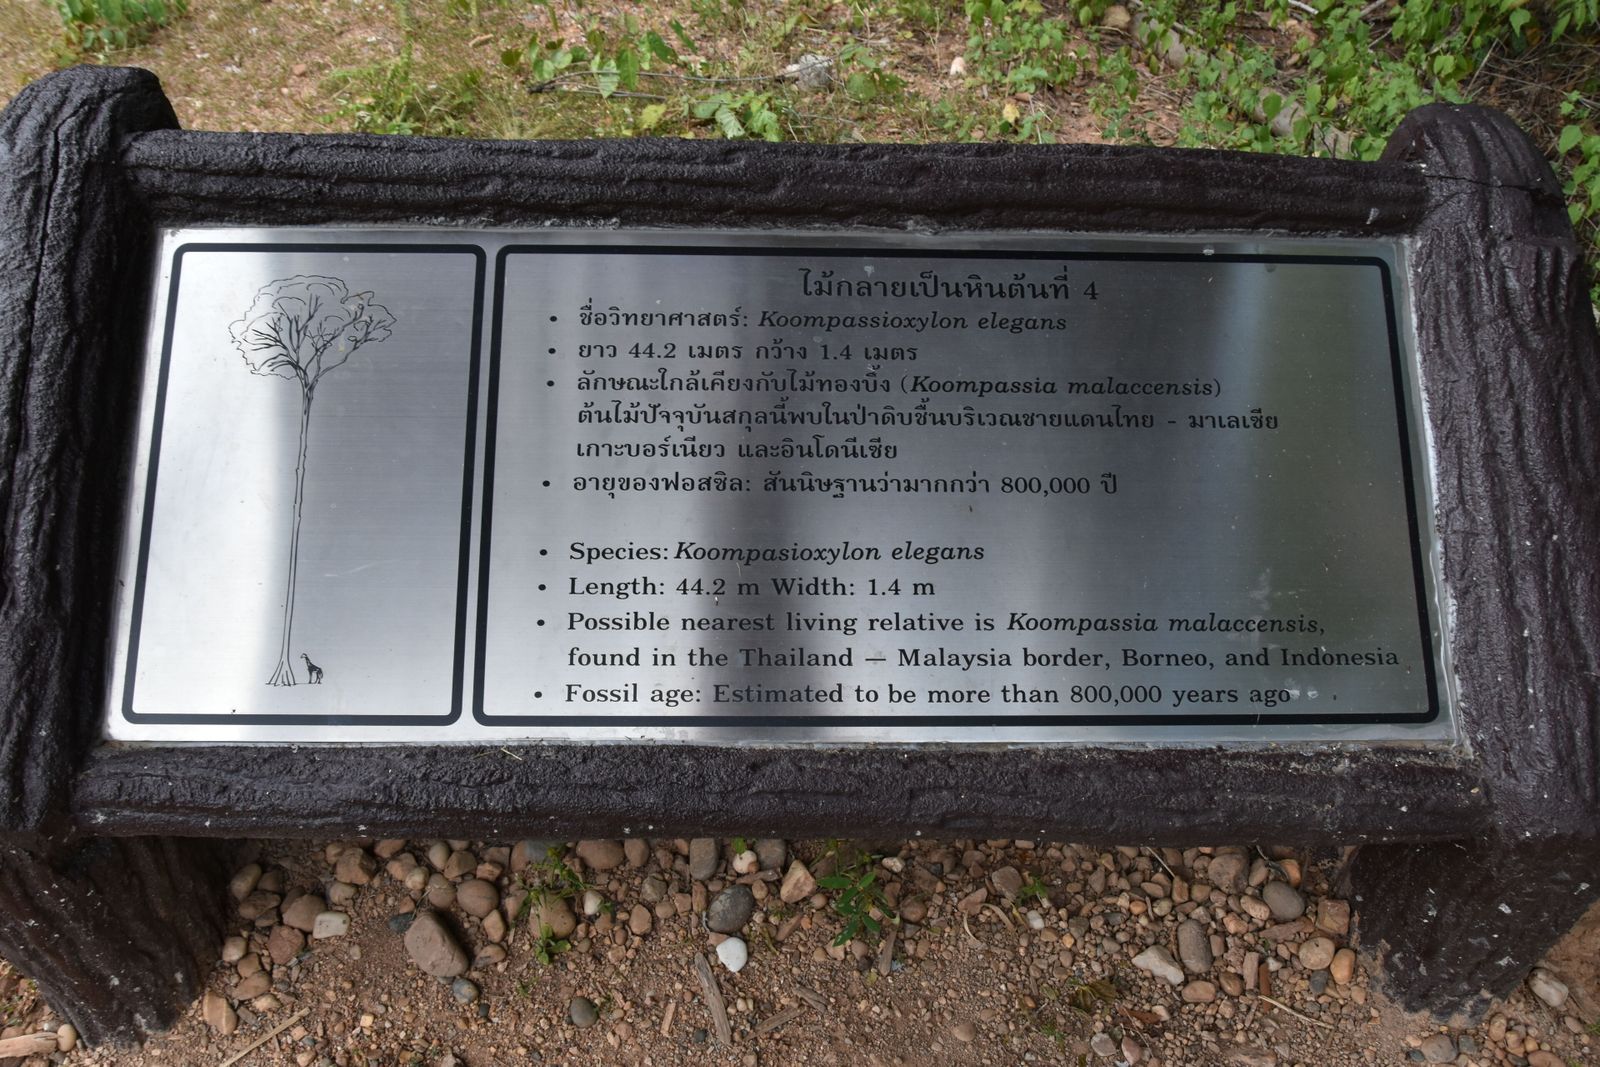 ไม้กลายเป็นหินต้นที่ 4
• ชื่อวิทยาศาสตร์: Koompassioxylon elegans
• ยาว 44.2 เมตร กว้าง 1.4 เมตร
• ลักษณะใกล้เคียงกับไม้ทองบึ้ง (Koompassia malaccensis)
ต้นไม้ปัจจุบันสกุลนี้พบในป่าดิบชื้นบริเวณชายแดนไทย - มาเลเซีย
เกาะบอร์เนียว และอินโดนีเซีย
• อายุของฟอสซิล: สันนิษฐานว่ามากกว่า 800,000 ปี
• Species: Koompasioxylon elegans
• Length: 44.2 m Width: 1.4 m
• Possible nearest living relative is Koompassia malaccensis,
found in the Thailand – Malaysia border, Borneo, and Indonesia
• Fossil age: Estimated to be more than 800,000 years ago